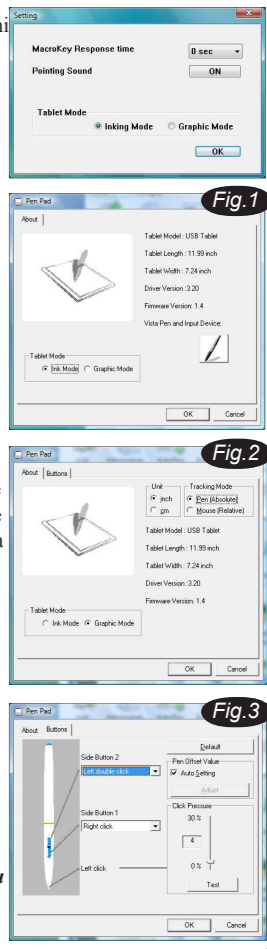 Setting
MacroKey Response time
0 sec
Pointing Sound
ON
Tablet Mode
Inking Mode
Graphic Mode
OK
Fig.1
Pen Pad
About
Tablet Model : USB Tablet
Tablet Length : 11.99 inch
Tablet Width : 7.24 inch
Driver Version :3.20
Firmware Version: 1.4
Vista Pen and Input Device:
Tablet Mode
Ink Mode
Graphic Mode
OK
Cancel
Fig.2
Pen Pad
About
Buttons
Unit
inch
cm
Tracking Mode
Pen (Absolute)
Mouse (Relative)
Tablet Model : USB Tablet
Tablet Length : 11.99 inch
Tablet Width : 7.24 inch
Driver Version :3.20
Firmware Version: 1.4
Tablet Mode
Ink Mode
Graphic Mode
OK
Cancel
Fig.3
Pen Pad
About
Buttons
Side Button 2
Left double click
Side Button 1
Right click
Left click
Default
Pen Offset Value
Auto Setting
Adjust
Click Pressure
30 %
4
0 %
Test
OK
Cancel